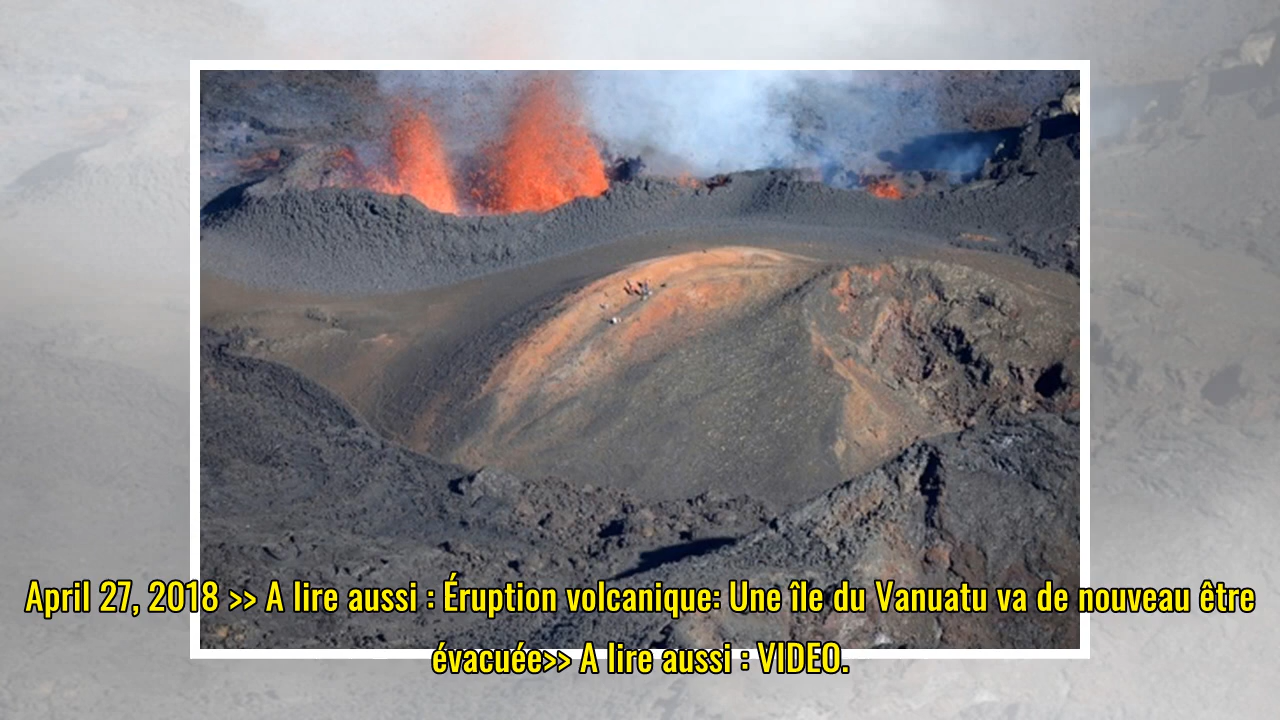 April 27, 2018 >> A lire aussi : Éruption volcanique: Une île du Vanuatu va de nouveau être
évacuée>> A lire aussi : VIDEO.